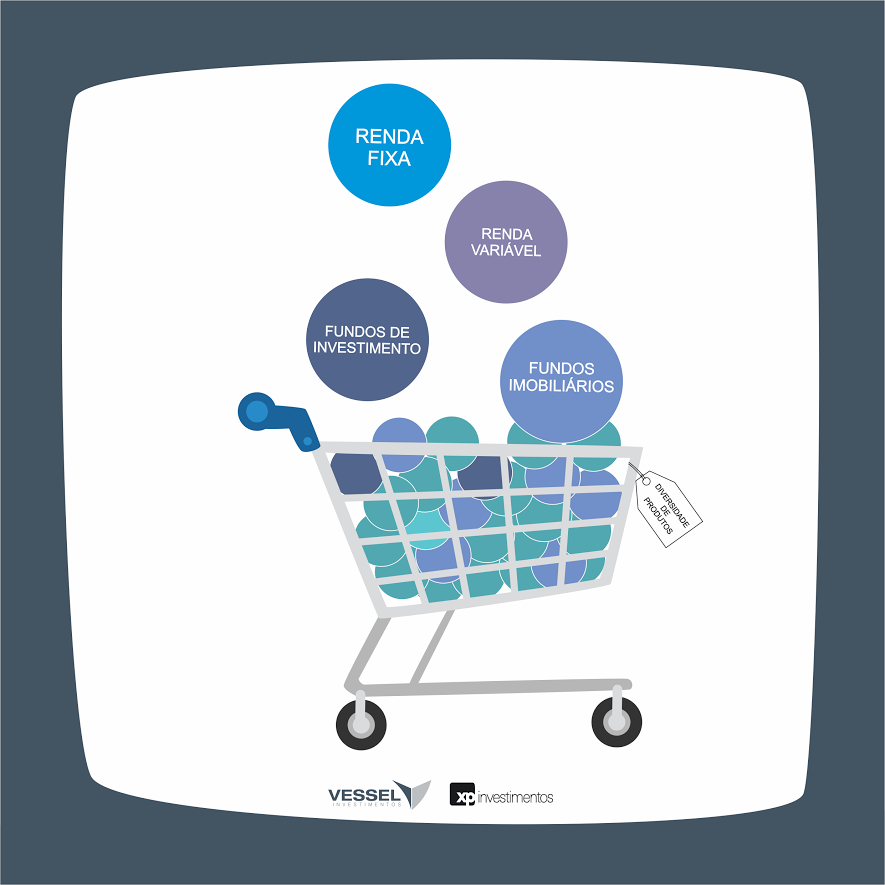 RENDA
FIXA
RENDA
VARIÁVEL
FUNDOS DE
INVESTIMENTO
FUNDOS
IMOBILIÁRIOS
DIVERSIDADE
DE
PRODUTOS
VESSEL
INVESTIMENTOS
xp investimentos